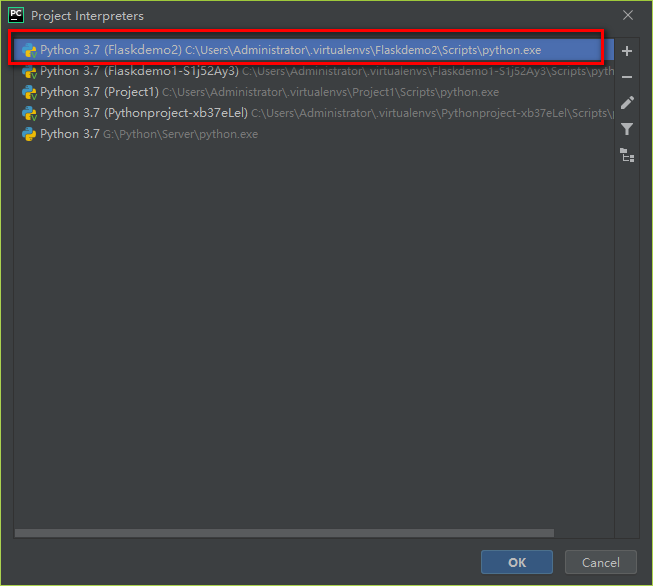 PC Project Interpreters
Python 3.7 (Flaskdemo2) C:\Users\Administrator\.virtualenvs\Flaskdemo2\Scripts\python.exe
Python 3.7 (Flaskdemo1-S1j52Ay3) C:\Users\Administrator\.virtualenvs\Flaskdemo1-S1j52Ay3\Scripts\pyth
Python 3.7 (Project1) C:\Users\Administrator\.virtualenvs\Project1\Scripts\python.exe
Python 3.7 (Pythonproject-xb37eLel) C:\Users\Administrator\.virtualenvs\Pythonproject-xb37eLel\Scripts\
Python 3.7 G:\Python\Server\python.exe
OK Cancel